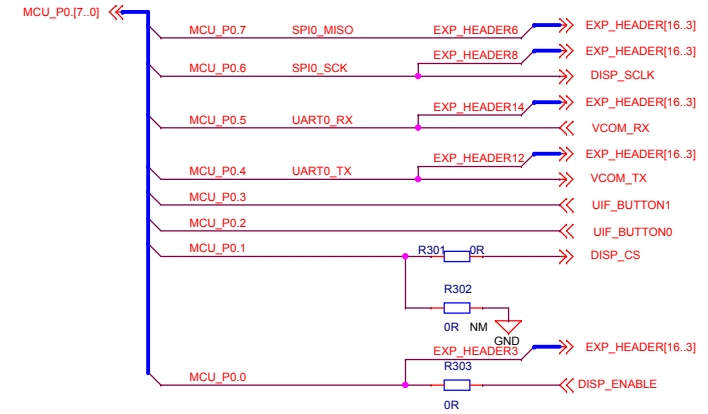 MCU_P0.[7..0]
MCU_P0.7 SPI0_MISO EXP_HEADER6 EXP_HEADER[16..3]
EXP_HEADER8 EXP_HEADER[16..3]
MCU_P0.6 SPI0_SCK DISP_SCLK
EXP_HEADER14 EXP_HEADER[16..3]
MCU_P0.5 UART0_RX VCOM_RX
EXP_HEADER12 EXP_HEADER[16..3]
MCU_P0.4 UART0_TX VCOM_TX
MCU_P0.3 UIF_BUTTON1
MCU_P0.2 UIF_BUTTON0
MCU_P0.1 R301 0R DISP_CS
R302
0R NM
GND
EXP_HEADER3 EXP_HEADER[16..3]
R303
MCU_P0.0 DISP_ENABLE
0R